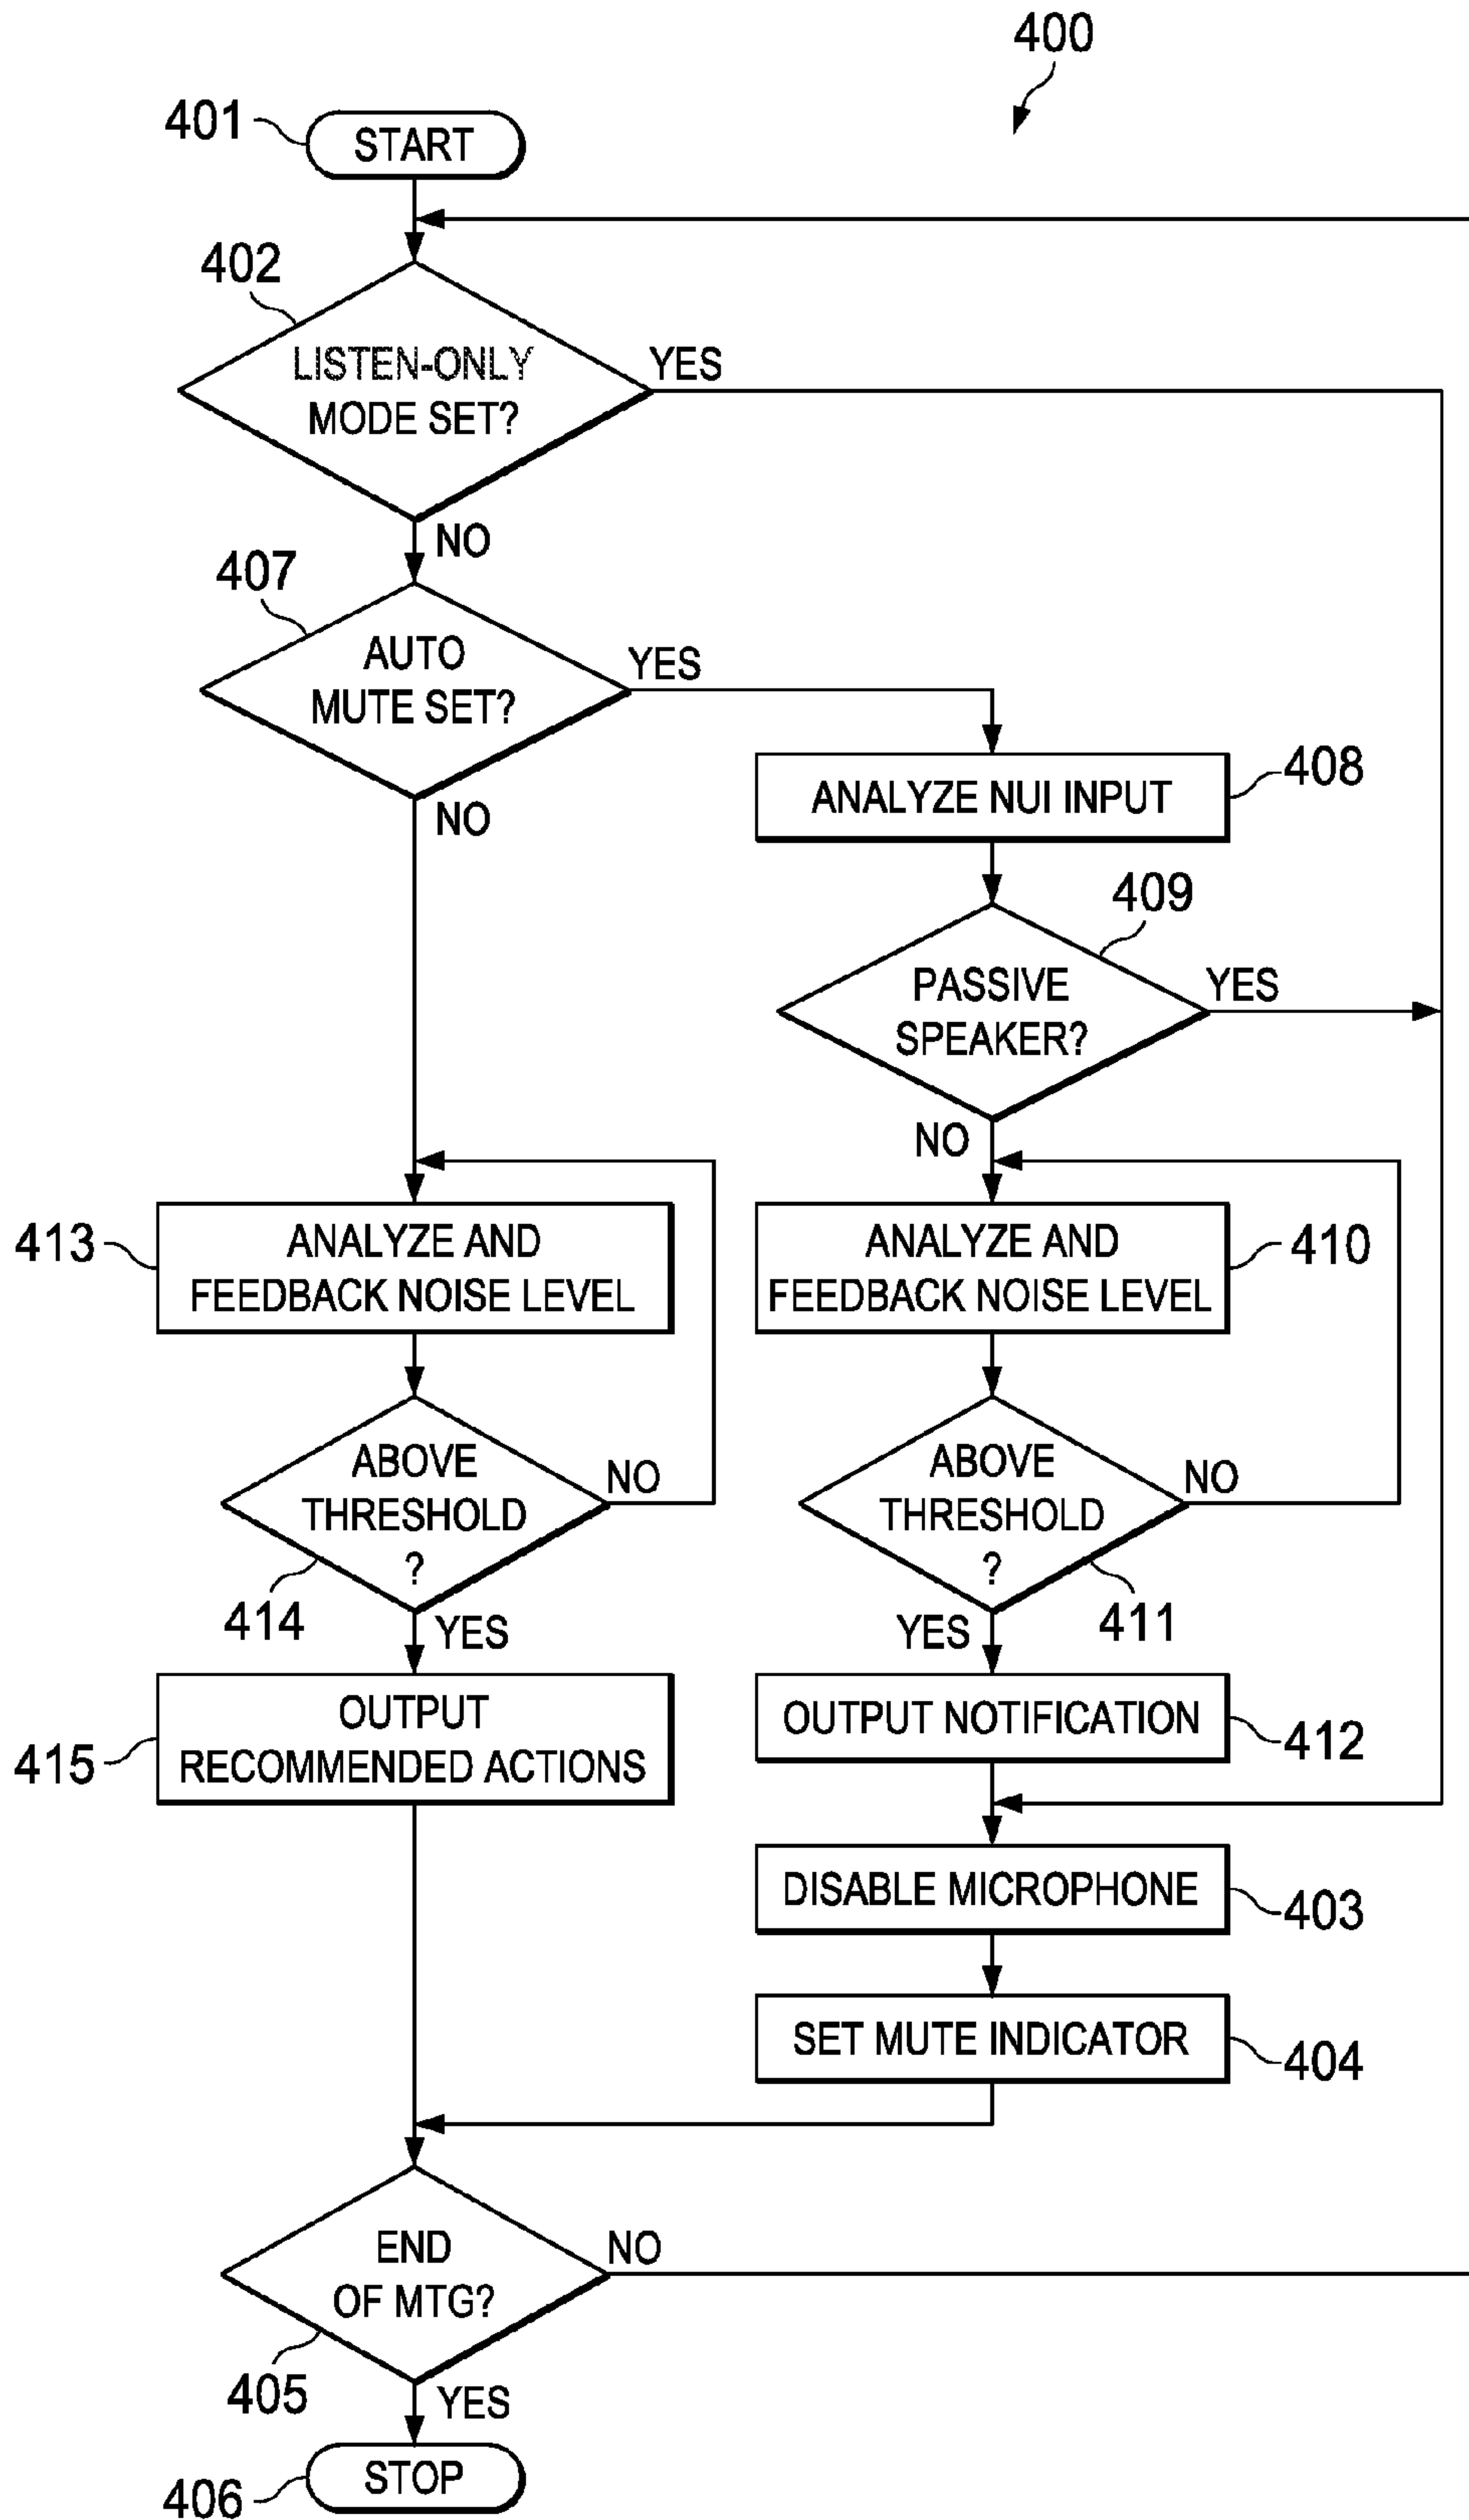 400
401
START
402
LISTEN-ONLY
MODE SET?
YES
NO
407
AUTO
MUTE SET?
YES
NO
ANALYZE NUI INPUT
408
409
PASSIVE
SPEAKER?
YES
NO
413
ANALYZE AND
FEEDBACK NOISE LEVEL
ANALYZE AND
FEEDBACK NOISE LEVEL
410
ABOVE
THRESHOLD
?
NO
414
YES
ABOVE
THRESHOLD
?
NO
411
YES
415
OUTPUT
RECOMMENDED ACTIONS
OUTPUT NOTIFICATION
412
DISABLE MICROPHONE
403
SET MUTE INDICATOR
404
END
OF MTG?
NO
405
YES
406
STOP